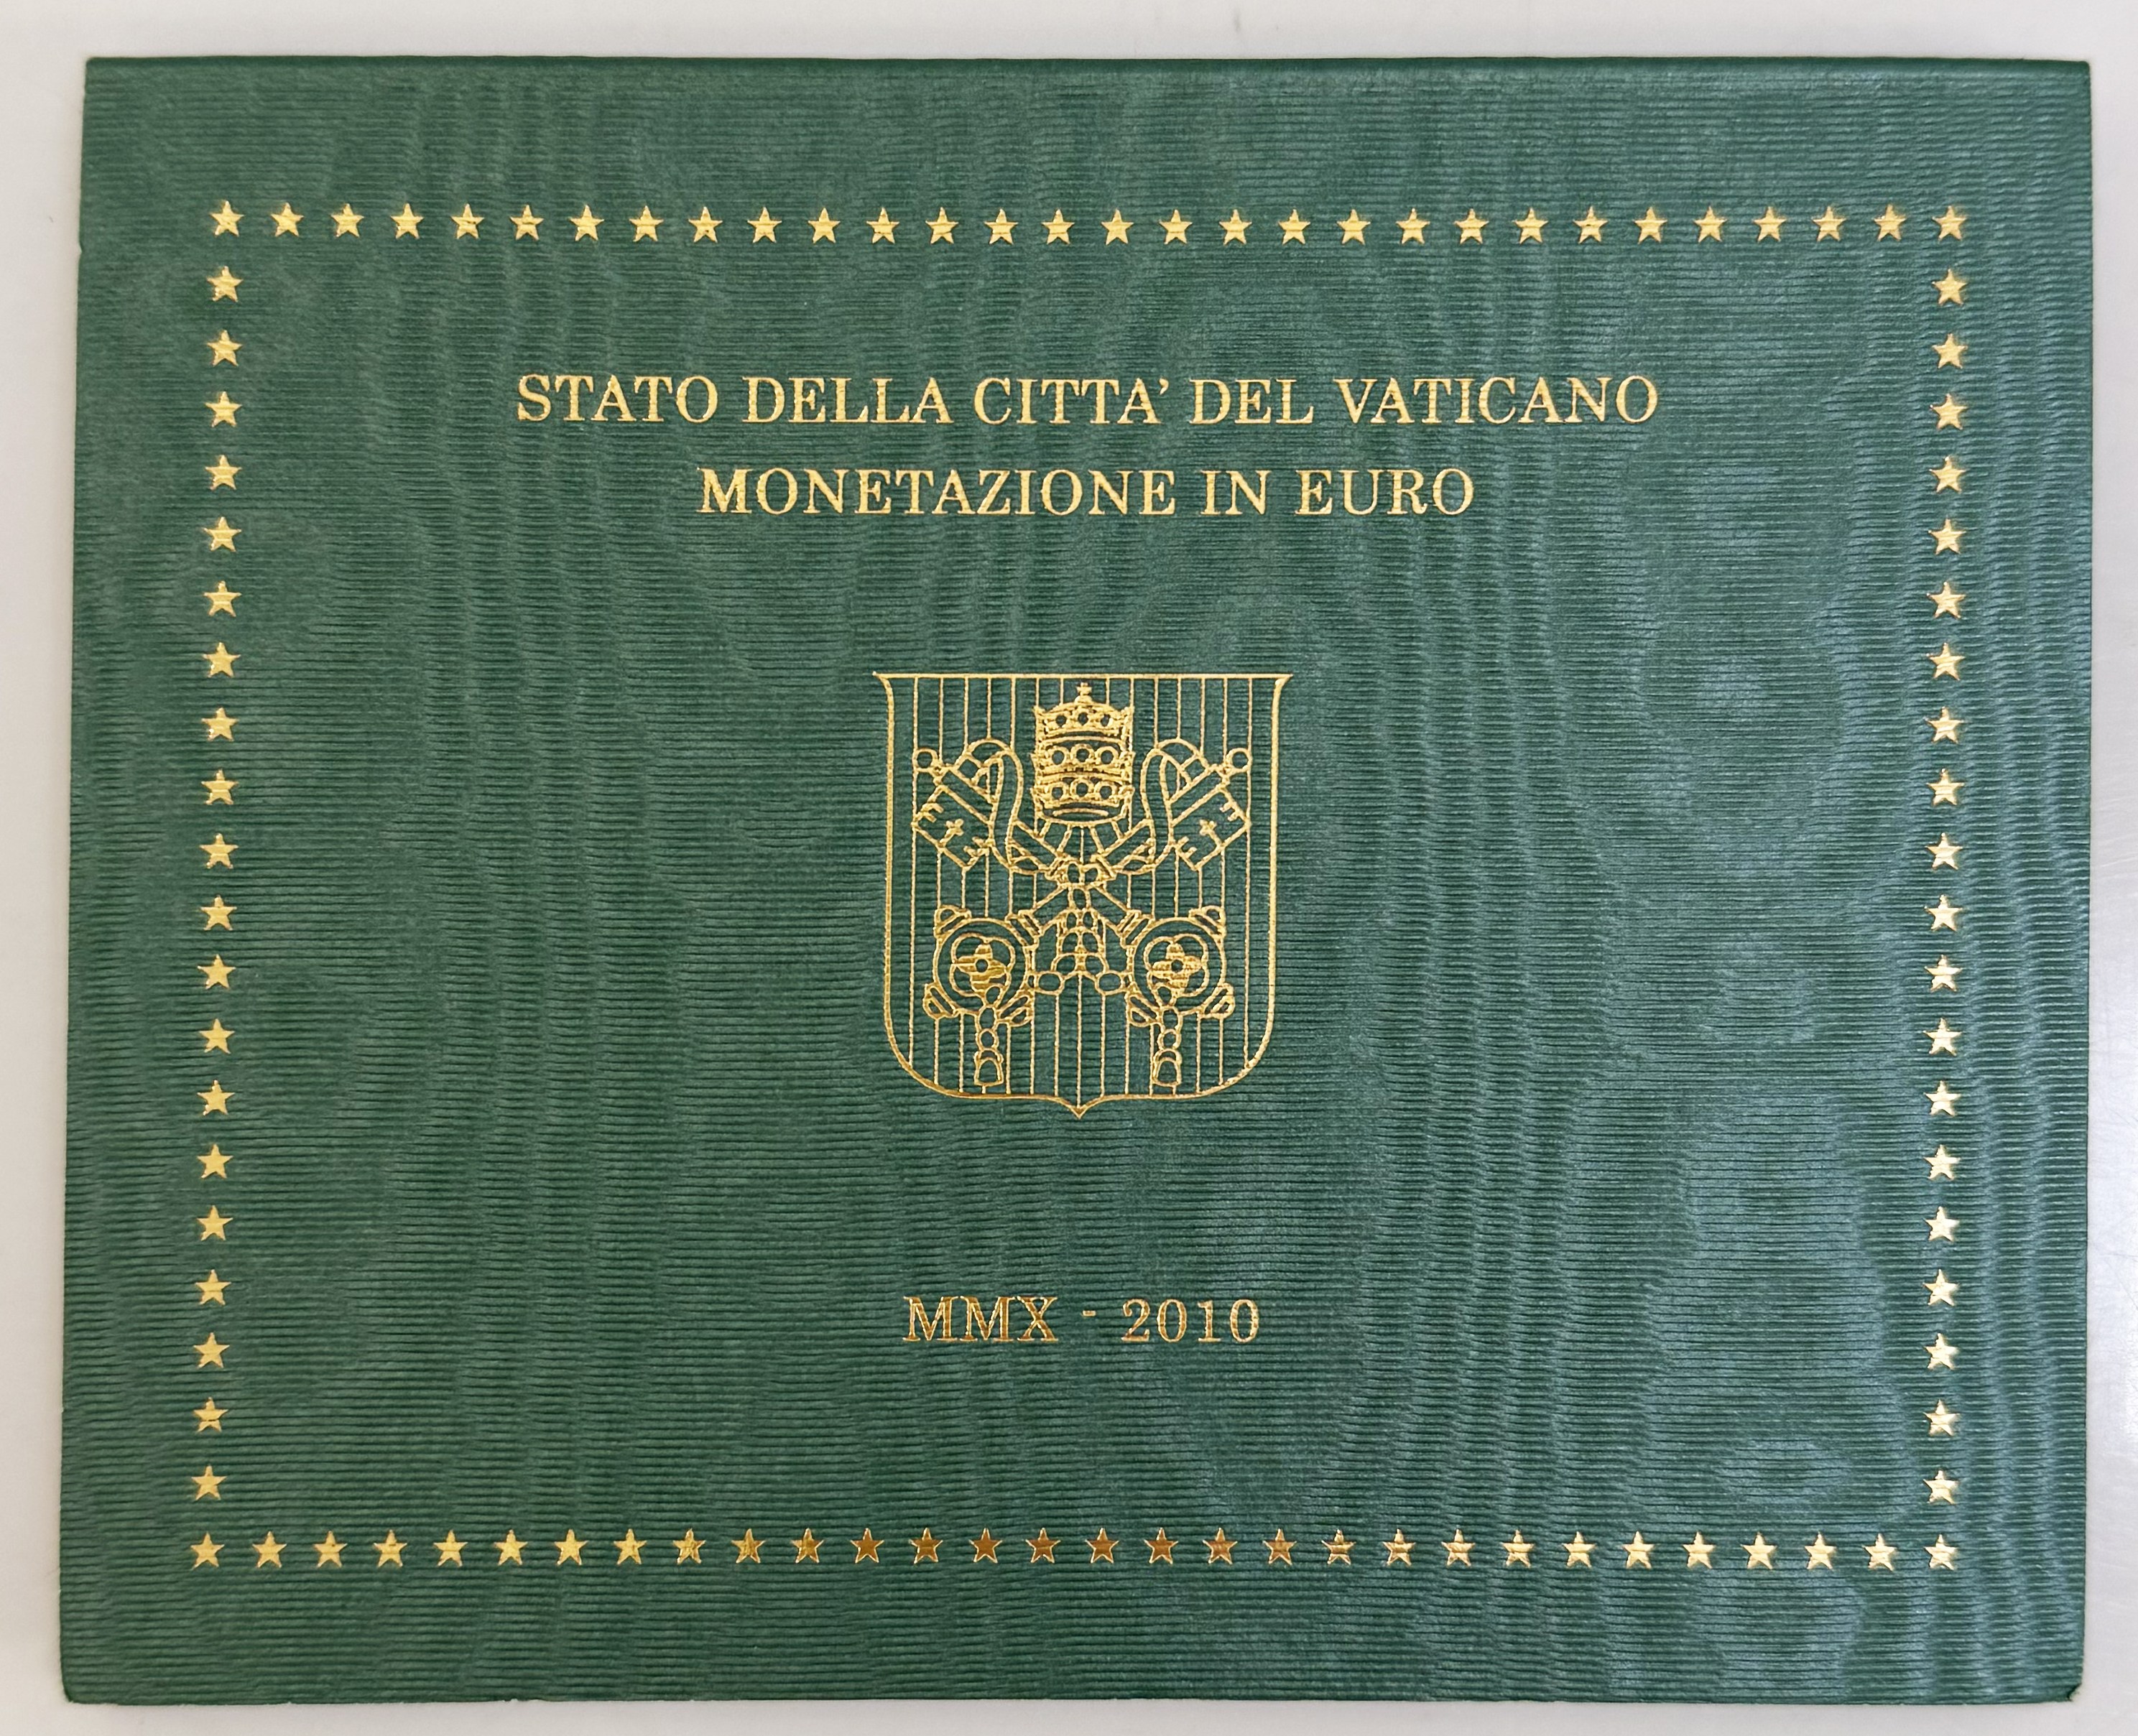 STATO DELLA CITTA' DEL VATICANO
MONETAZIONE IN EURO
MMX - 2010